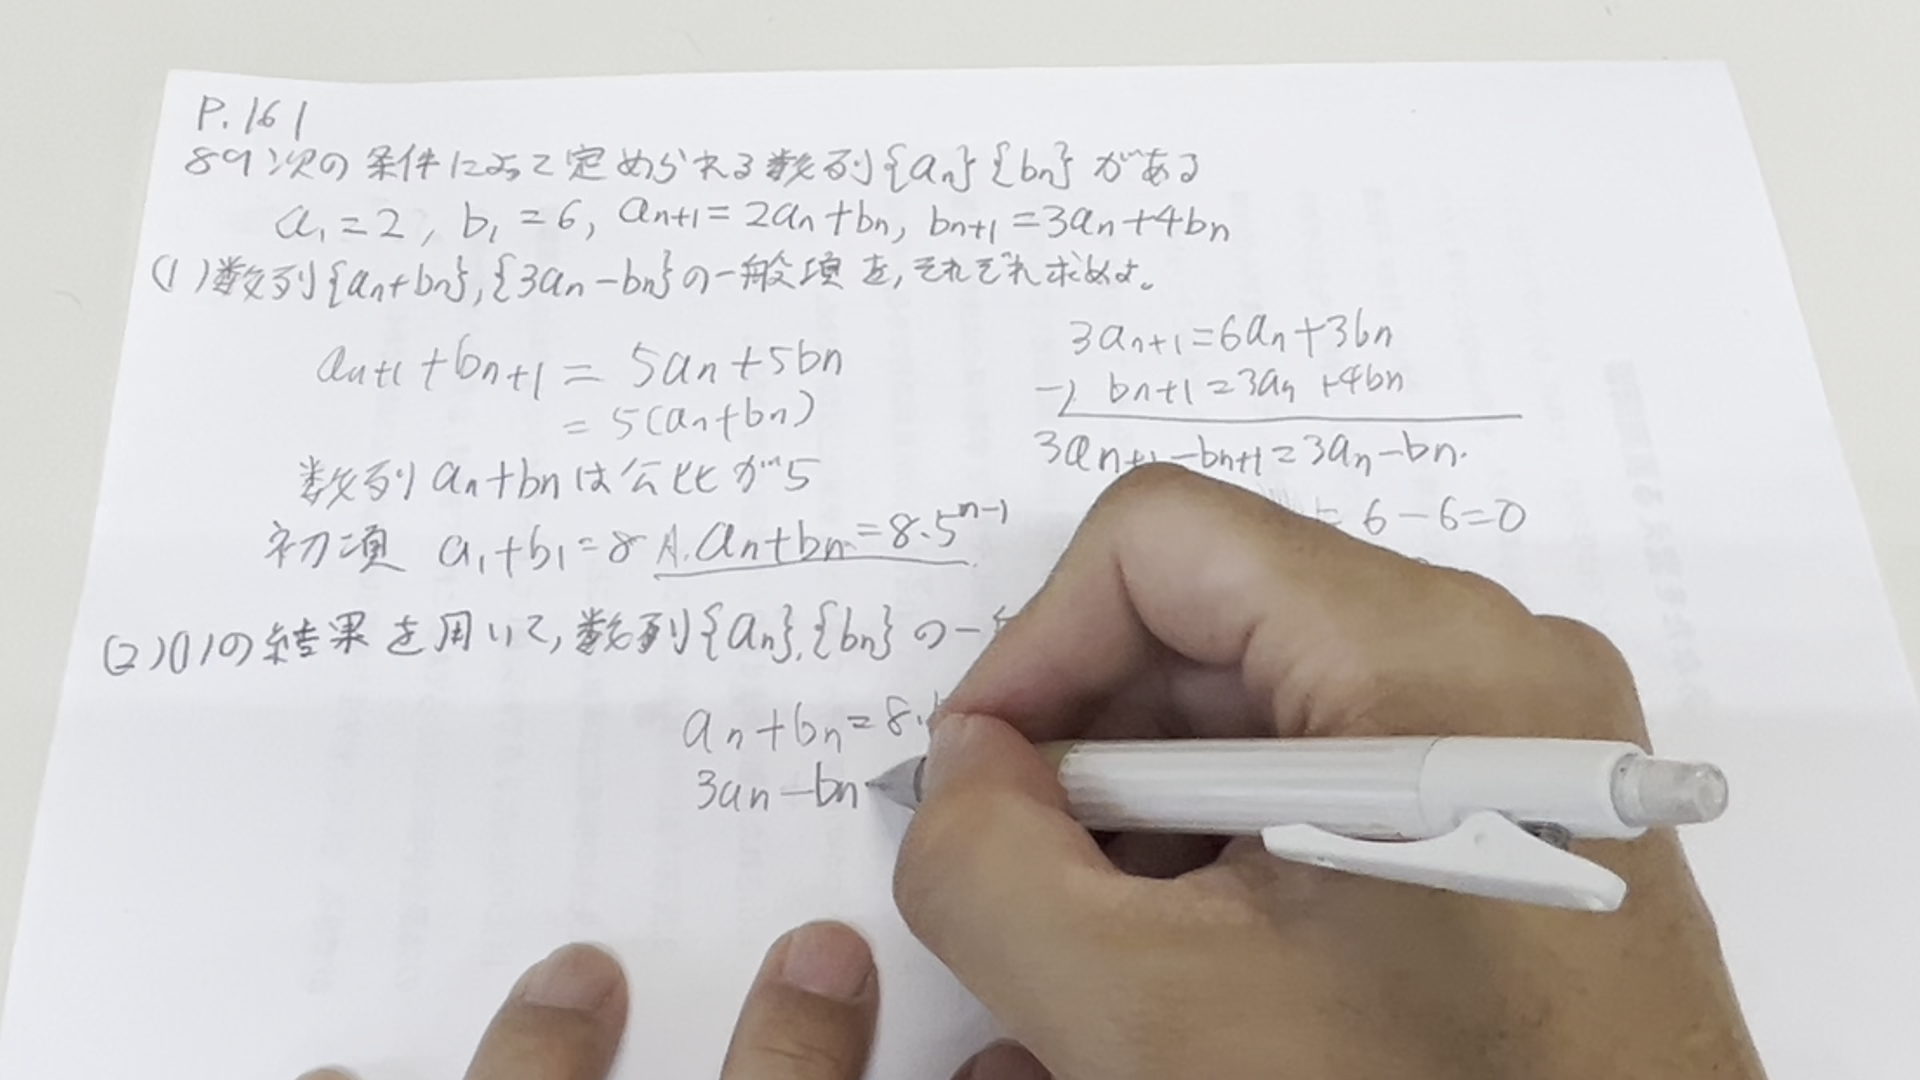 P.161
89 次の条件によって定められる数列{an}{bn}がある
a1=2, b1=6, an+1=2an+bn, bn+1=3an+4bn
(1)数列{an+bn},{3an-bn}の一般項を,それぞれ求めよ。
an+1+bn+1=5an+5bn
=5(an+bn)
数列an+bnは公比が5
初項 a1+b1=8 A.an+bn=8・5^n-1
3an+1=6an+3bn
-) bn+1=3an+4bn
3an+1-bn+1=3an-bn.
=6-6=0
(2)(1)の結果を用いて,数列{an},{bn}の一
an+bn=8・
3an-bn